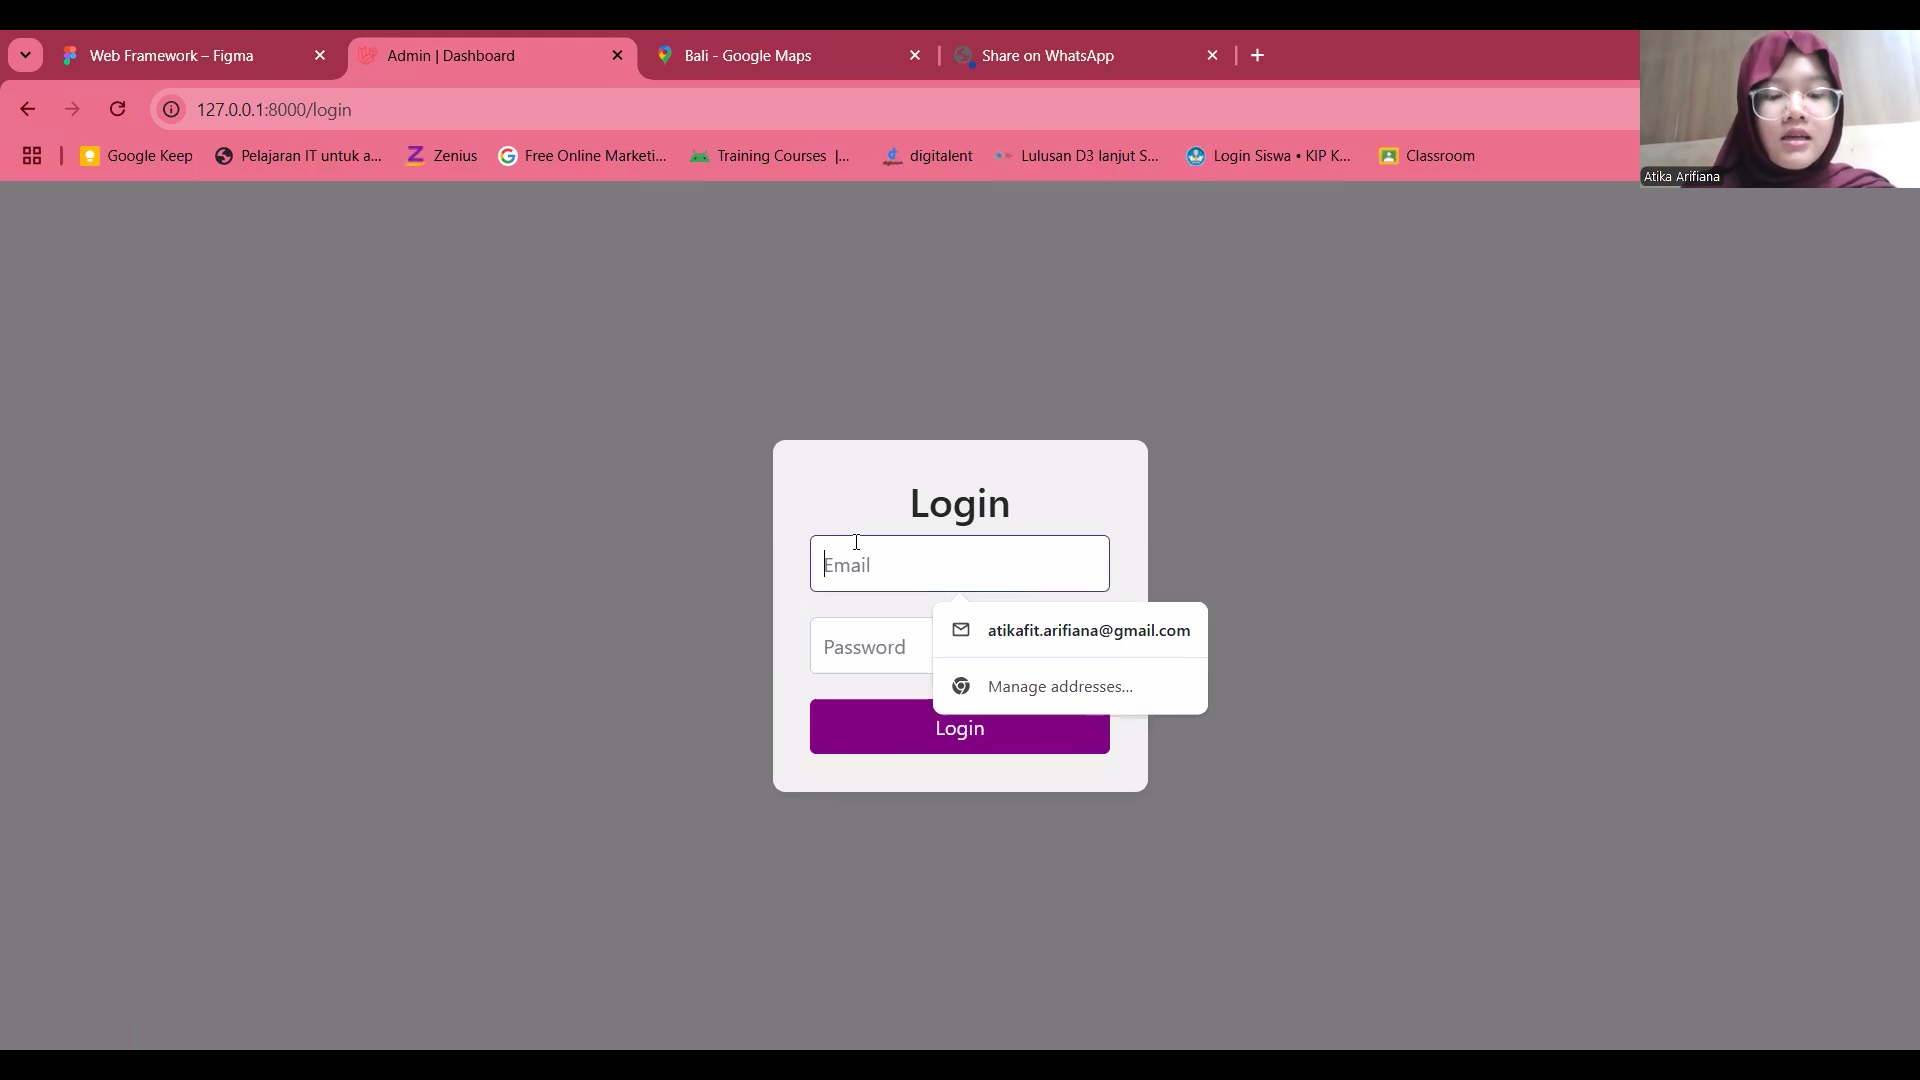 Web Framework – Figma
Admin | Dashboard
Bali - Google Maps
Share on WhatsApp
127.0.0.1:8000/login
Google Keep
Pelajaran IT untuk a...
Zenius
Free Online Marketi...
Training Courses |...
digitalent
Lulusan D3 lanjut S...
Login Siswa • KIP K...
Classroom
Atika Arifiana
Login
Email
atikafit.arifiana@gmail.com
Password
Manage addresses...
Login